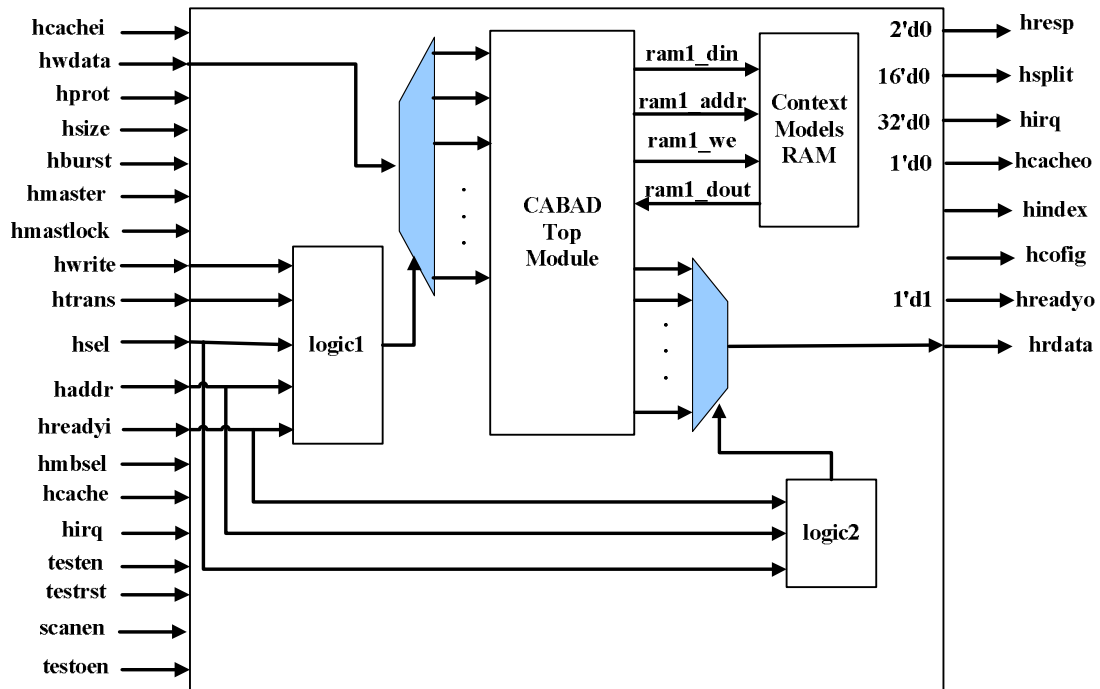 hcachei
hwdata
hprot
hsize
hburst
hmaster
hmastlock
hwrite
htrans
hsel
haddr
hreadyi
hmbsel
hcache
hirq
testen
testrst
scanen
testoen
logic1
CABAD
Top
Module
ram1_din
ram1_addr
ram1_we
ram1_dout
Context
Models
RAM
logic2
2'd0
hresp
16'd0
hsplit
32'd0
hirq
1'd0
hcacheo
hindex
hcofig
1'd1
hreadyo
hrdata